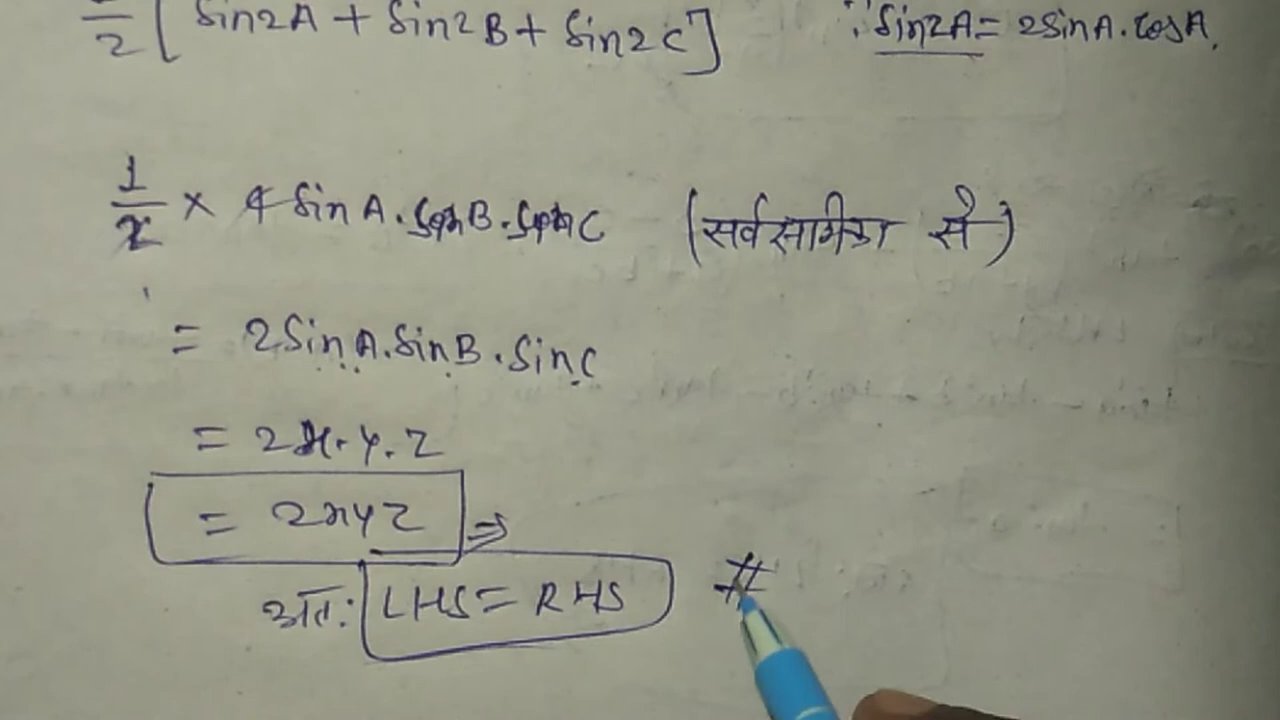 1/2 [ Sin2A + Sin2B + Sin2C ] ∵ Sin2A = 2SinA.CosA.
1/2 × 4 SinA. SinB. SinC (सर्वसमिका से)
= 2SinA.SinB.SinC
= 2x.y.z
= 2xyz ⇒
अतः LHS = RHS #